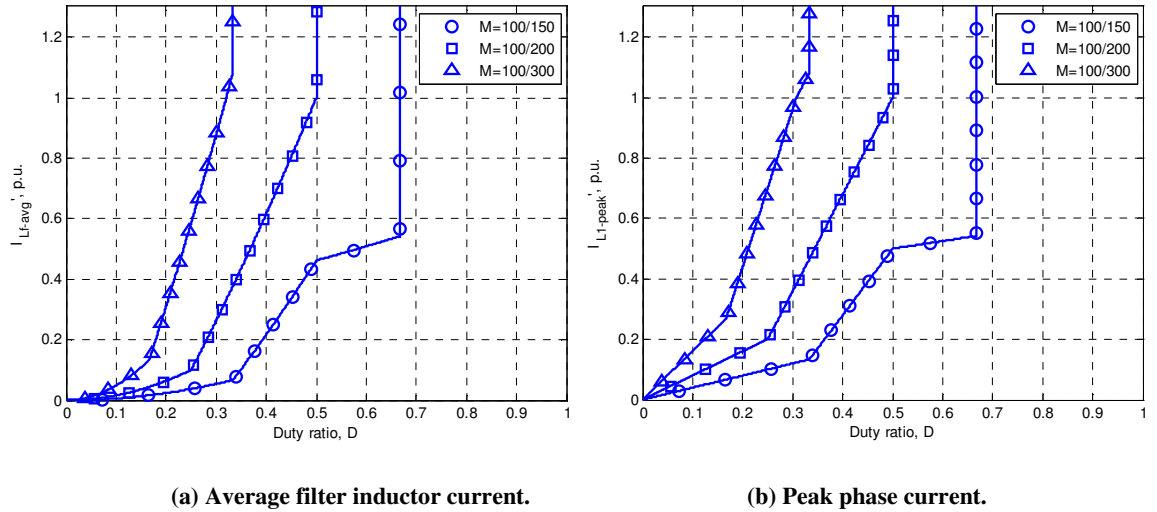 1.2
1
0.8
0.6
0.4
0.2
0
I Lf-avg', p.u.
0 0.1 0.2 0.3 0.4 0.5 0.6 0.7 0.8 0.9 1
Duty ratio, D
M=100/150
M=100/200
M=100/300
(a) Average filter inductor current.
1.2
1
0.8
0.6
0.4
0.2
0
I L1-peak', p.u.
0 0.1 0.2 0.3 0.4 0.5 0.6 0.7 0.8 0.9 1
Duty ratio, D
M=100/150
M=100/200
M=100/300
(b) Peak phase current.